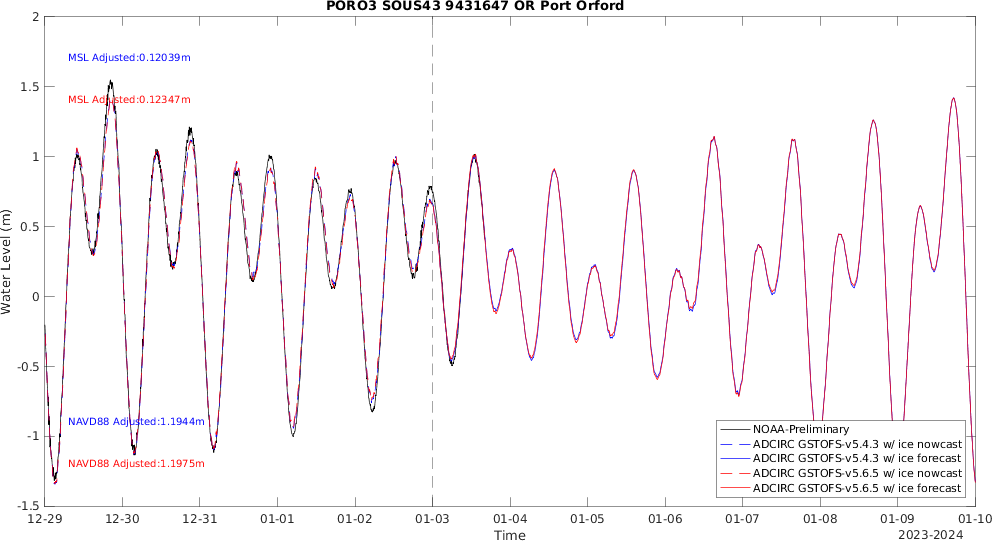 PORO3 SOUS43 9431647 OR Port Orford
2
1.5
1
0.5
0
-0.5
-1
-1.5
Water Level (m)
MSL Adjusted:0.12039m
MSL Adjusted:0.12347m
NAVD88 Adjusted:1.1944m
NAVD88 Adjusted:1.1975m
NOAA-Preliminary
ADCIRC GSTOFS-v5.4.3 w/ ice nowcast
ADCIRC GSTOFS-v5.4.3 w/ ice forecast
ADCIRC GSTOFS-v5.6.5 w/ ice nowcast
ADCIRC GSTOFS-v5.6.5 w/ ice forecast
12-29 12-30 12-31 01-01 01-02 01-03 01-04 01-05 01-06 01-07 01-08 01-09 01-10
Time
2023-2024